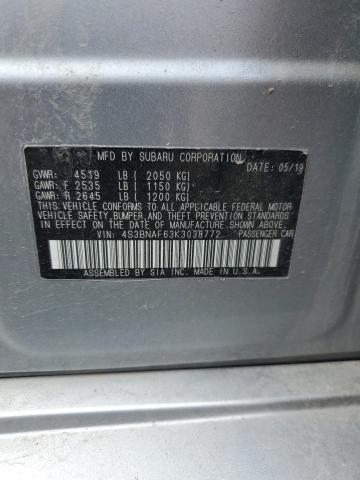 MFD BY SUBARU CORPORATION
DATE: 05/19
GVWR: 4519 LB ( 2050 KG)
GAWR: F 2535 LB ( 1150 KG)
GAWR: R 2645 LB ( 1200 KG)
THIS VEHICLE CONFORMS TO ALL APPLICABLE FEDERAL MOTOR
VEHICLE SAFETY, BUMPER, AND THEFT PREVENTION STANDARDS
IN EFFECT ON THE DATE OF MANUFACTURE SHOWN ABOVE.
VIN: 4S3BNAF63K3038772 PASSENGER CAR
ASSEMBLED BY SIA INC. MADE IN U.S.A.